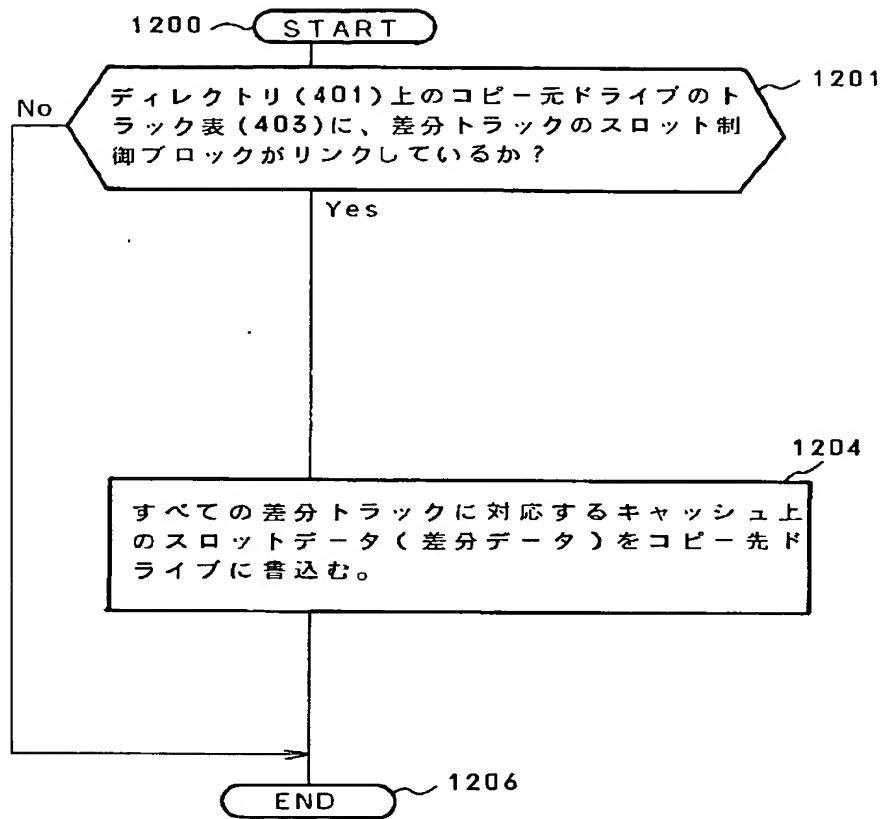 1200
START
1201
No
ディレクトリ(401)上のコピー元ドライブのト
ラック表(403)に、差分トラックのスロット制
御ブロックがリンクしているか?
Yes
1204
すべての差分トラックに対応するキャッシュ上
のスロットデータ(差分データ)をコピー先ド
ライブに書込む。
END
1206